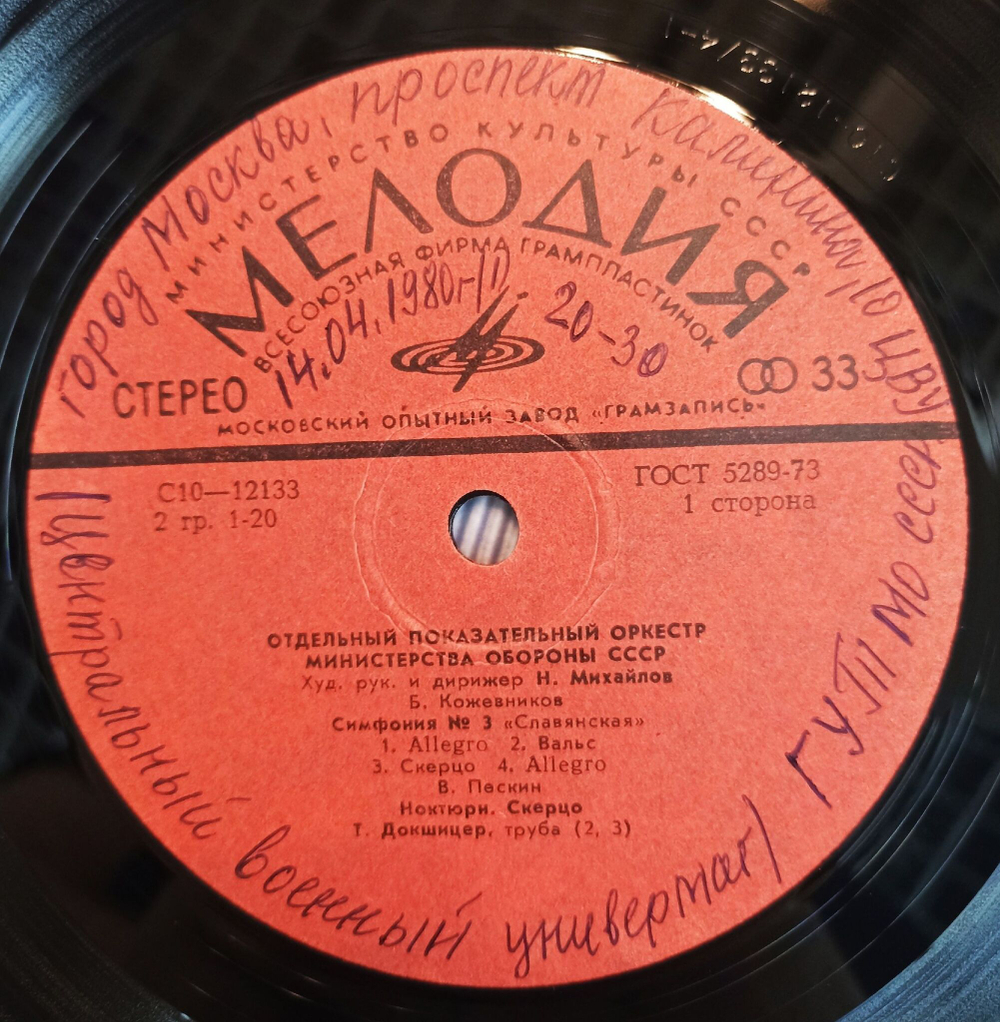 город Москва, проспект Калинина, 10 ЦВУ ГУТ МО СССР
/Центральный военный универмаг/
МИНИСТЕРСТВО КУЛЬТУРЫ СССР
МЕЛОДИЯ
ВСЕСОЮЗНАЯ ФИРМА ГРАМПЛАСТИНОК
14.04.1980г
20-30
СТЕРЕО
33
МОСКОВСКИЙ ОПЫТНЫЙ ЗАВОД «ГРАМЗАПИСЬ»
С10—12133
ГОСТ 5289-73
2 гр. 1-20
1 сторона
ОТДЕЛЬНЫЙ ПОКАЗАТЕЛЬНЫЙ ОРКЕСТР
МИНИСТЕРСТВА ОБОРОНЫ СССР
Худ. рук. и дирижер Н. Михайлов
Б. Кожевников
Симфония № 3 «Славянская»
1. Allegro 2. Вальс
3. Скерцо 4. Allegro
В. Пескин
Ноктюрн. Скерцо
Т. Докшицер, труба (2, 3)